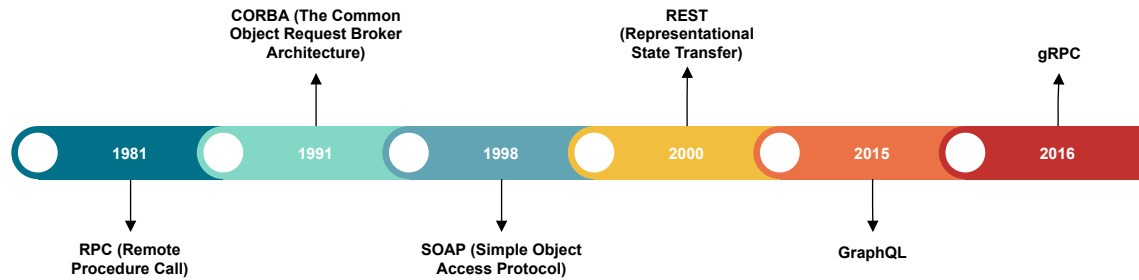 CORBA (The Common
Object Request Broker
Architecture)
REST
(Representational
State Transfer)
gRPC
1981
1991
1998
2000
2015
2016
RPC (Remote
Procedure Call)
SOAP (Simple Object
Access Protocol)
GraphQL